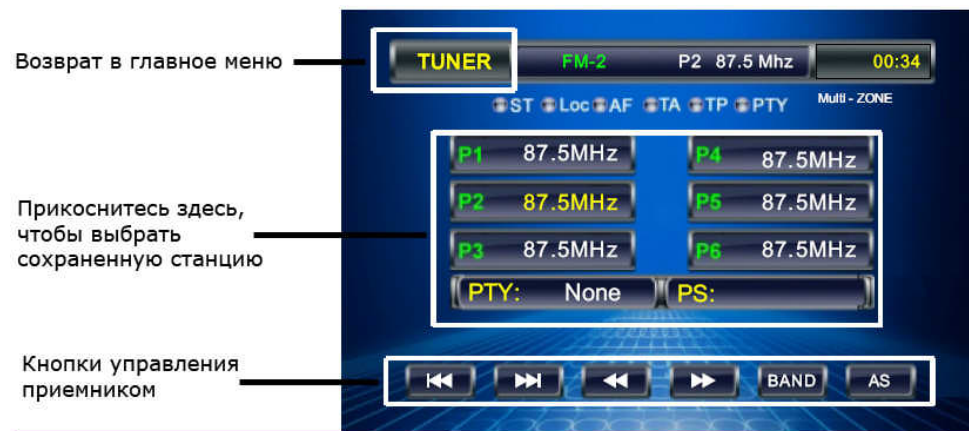 Возврат в главное меню
TUNER FM-2 P2 87.5 Mhz 00:34
ST Loc AF TA TP PTY Multi - ZONE
Прикоснитесь здесь,
чтобы выбрать
сохраненную станцию
P1 87.5MHz P4 87.5MHz
P2 87.5MHz P5 87.5MHz
P3 87.5MHz P6 87.5MHz
PTY: None PS:
Кнопки управления
приемником
BAND AS